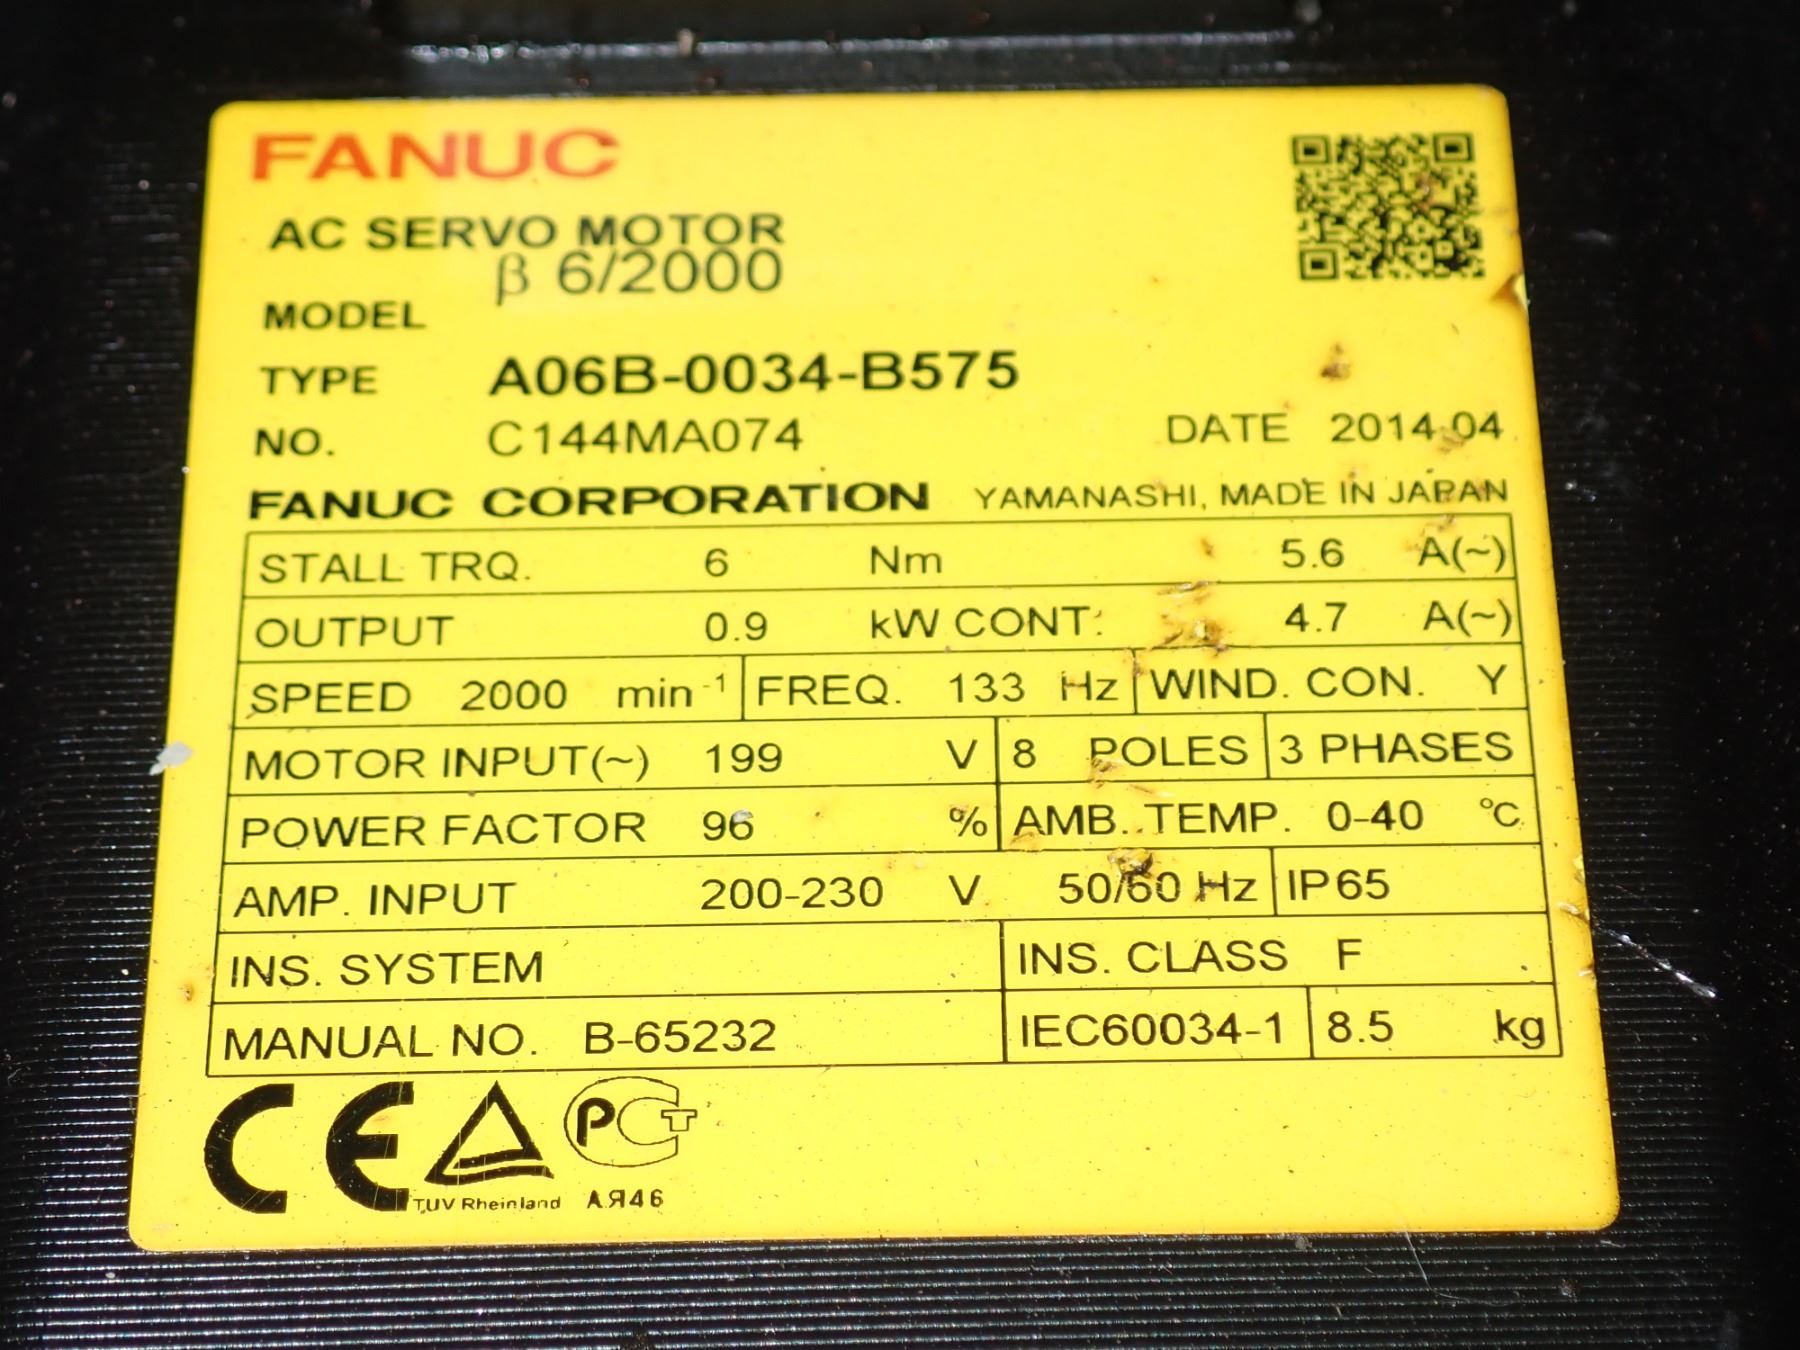 FANUC
AC SERVO MOTOR
β 6/2000
MODEL
TYPE A06B-0034-B575
NO. C144MA074 DATE 2014.04
FANUC CORPORATION YAMANASHI, MADE IN JAPAN
STALL TRQ. 6 Nm 5.6 A(~)
OUTPUT 0.9 kW CONT. 4.7 A(~)
SPEED 2000 min⁻¹ FREQ. 133 Hz WIND. CON. Y
MOTOR INPUT(~) 199 V 8 POLES 3 PHASES
POWER FACTOR 96 % AMB. TEMP. 0-40 °C
AMP. INPUT 200-230 V 50/60 Hz IP65
INS. SYSTEM INS. CLASS F
MANUAL NO. B-65232 IEC60034-1 8.5 kg
CE TUV Rheinland PCT АЯ46